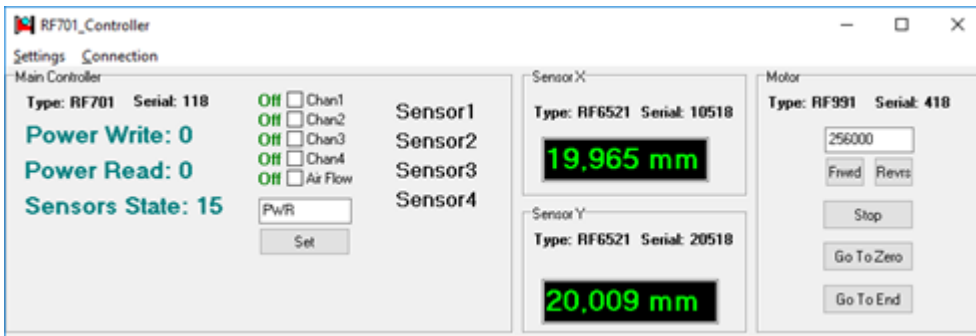 RF701_Controller
Settings Connection
Main Controller
Type: RF701 Serial: 118
Power Write: 0
Power Read: 0
Sensors State: 15
Off Chan1
Off Chan2
Off Chan3
Off Chan4
Off Air Flow
PwR
Set
Sensor1
Sensor2
Sensor3
Sensor4
Sensor X
Type: RF6521 Serial: 10518
19,965 mm
Sensor Y
Type: RF6521 Serial: 20518
20,009 mm
Motor
Type: RF991 Serial: 418
256000
Frwrd Revrs
Stop
Go To Zero
Go To End